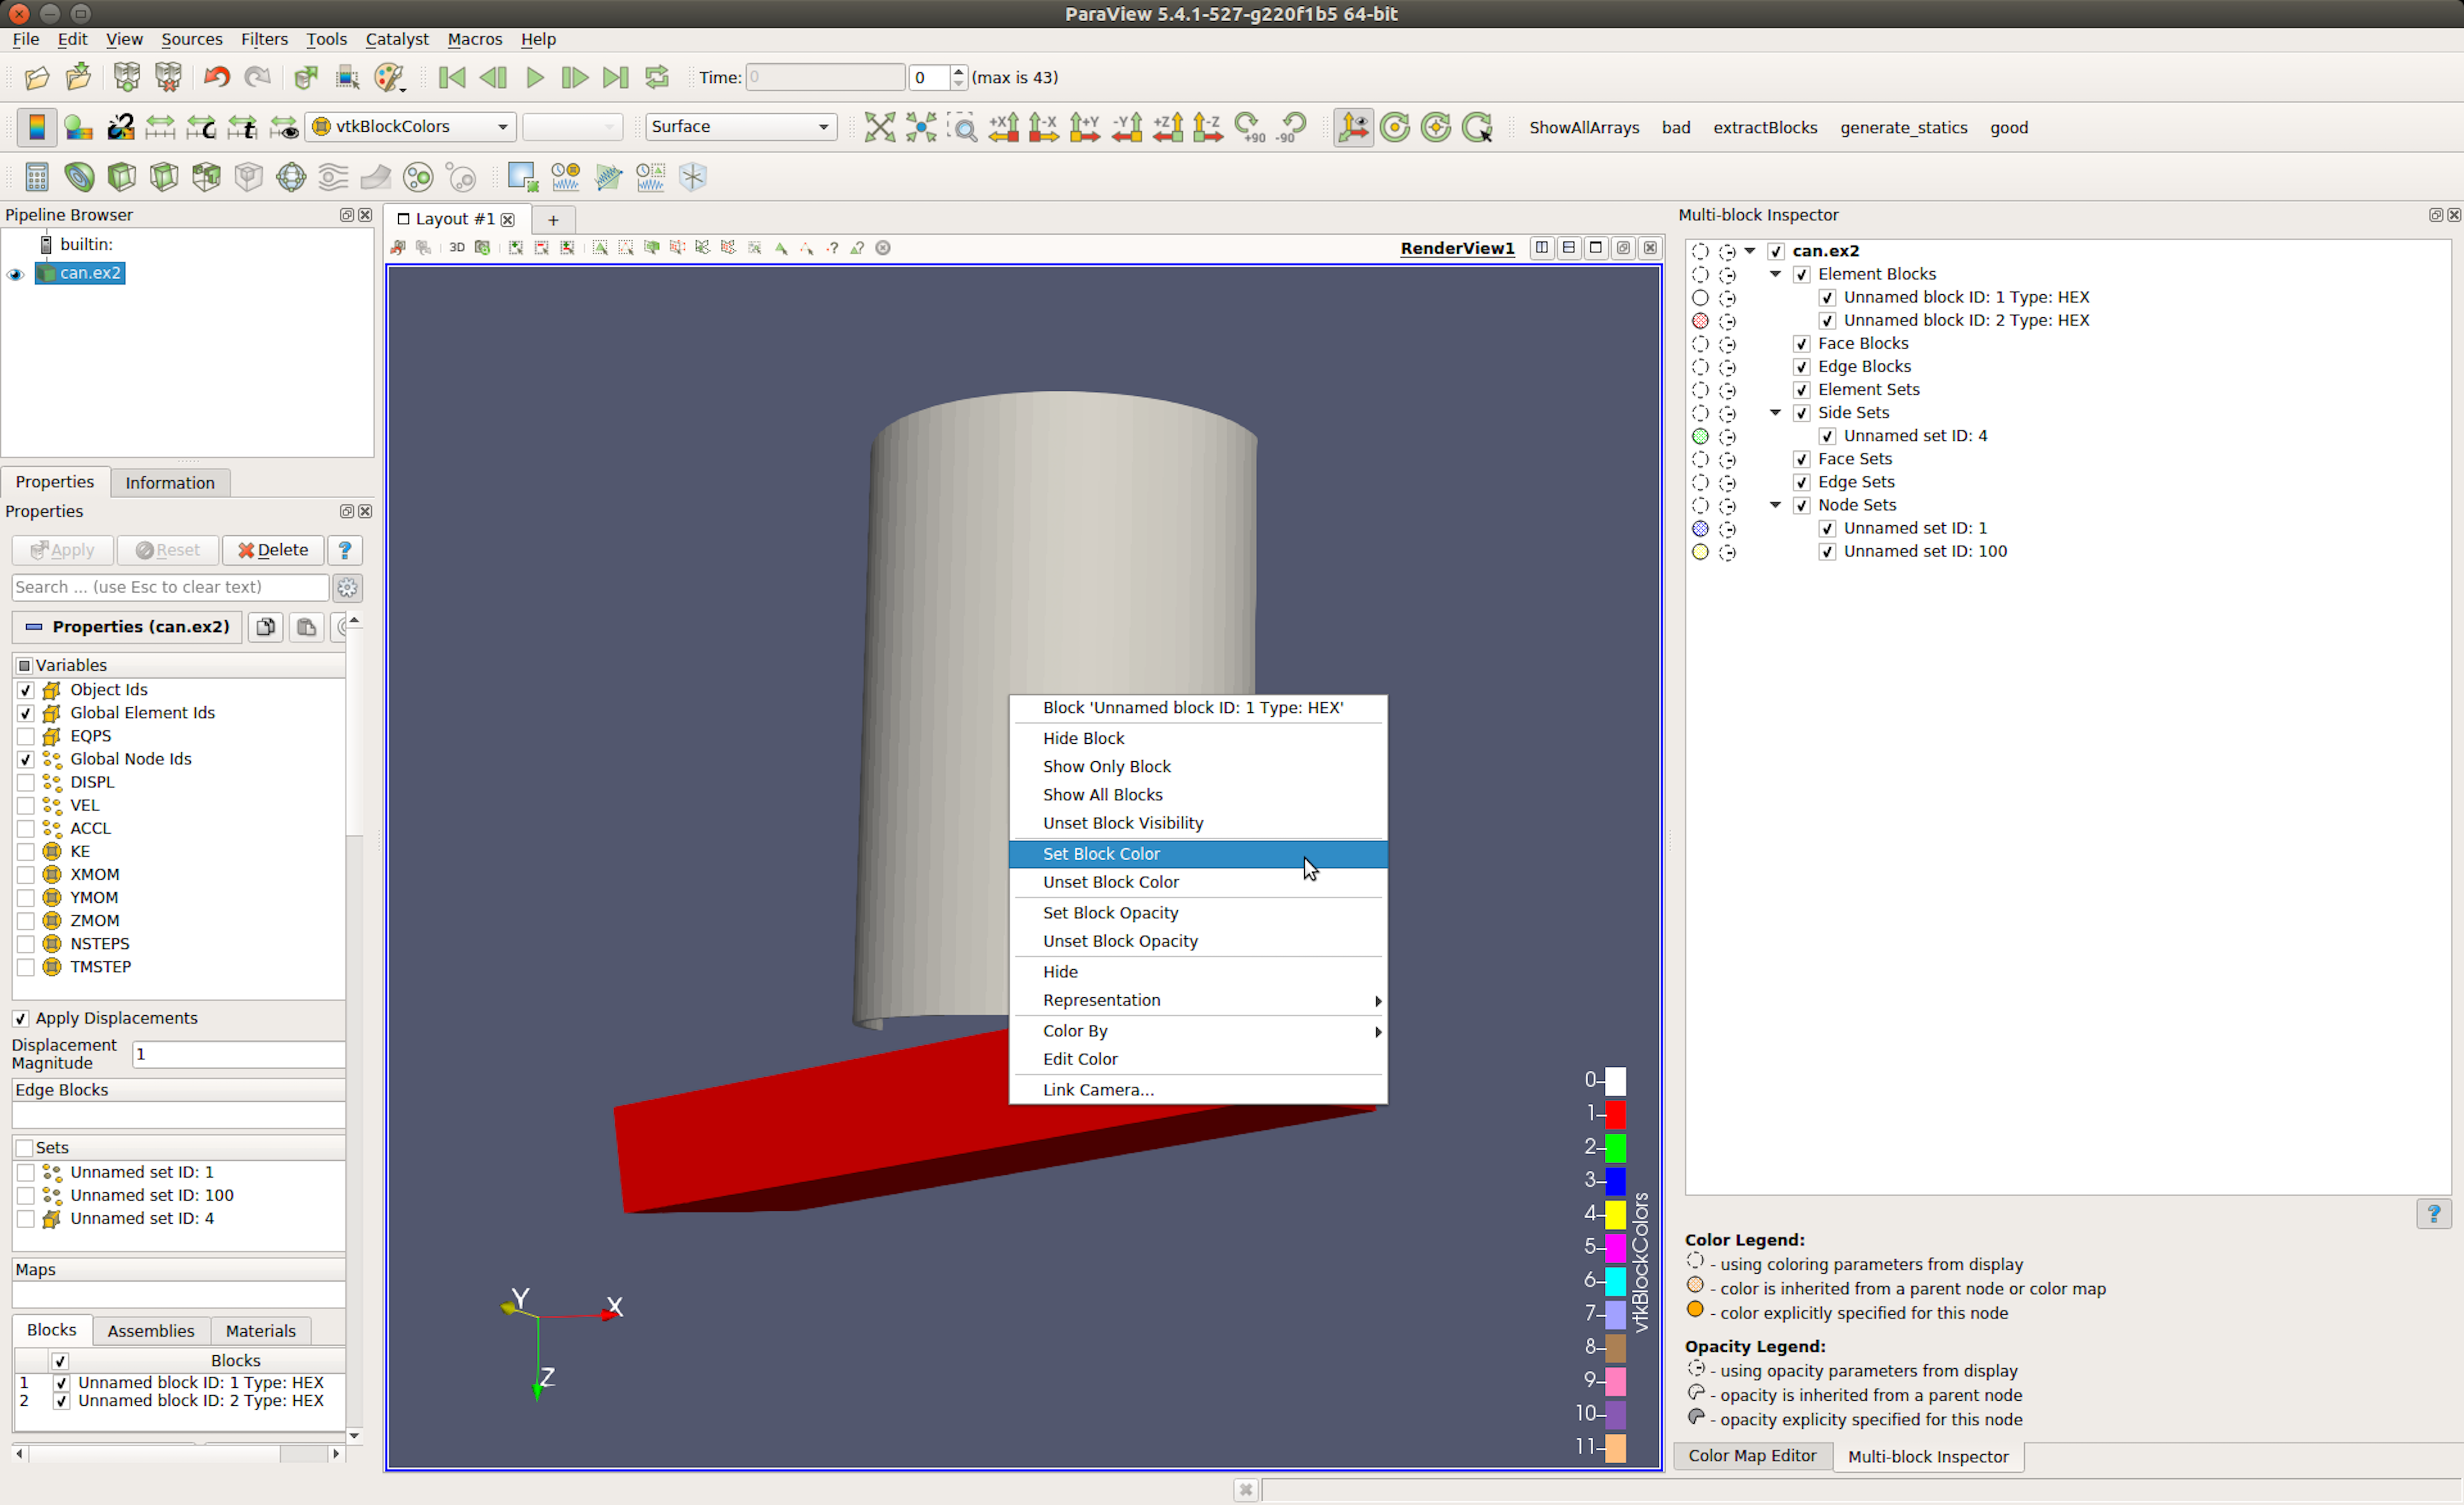 ParaView 5.4.1-527-g220f1b5 64-bit
File Edit View Sources Filters Tools Catalyst Macros Help
Time: 0 0 (max is 43)
vtkBlockColors Surface +X -X +Y -Y +Z -Z +90 -90 ShowAllArrays bad extractBlocks generate_statics good
Pipeline Browser
builtin:
can.ex2
Properties Information
Properties
Apply Reset Delete ?
Search ... (use Esc to clear text)
Properties (can.ex2)
Variables
Object Ids
Global Element Ids
EQPS
Global Node Ids
DISPL
VEL
ACCL
KE
XMOM
YMOM
ZMOM
NSTEPS
TMSTEP
Apply Displacements
Displacement
Magnitude 1
Edge Blocks
Sets
Unnamed set ID: 1
Unnamed set ID: 100
Unnamed set ID: 4
Maps
Blocks Assemblies Materials
Blocks
1 Unnamed block ID: 1 Type: HEX
2 Unnamed block ID: 2 Type: HEX
Layout #1 +
3D RenderView1
Block 'Unnamed block ID: 1 Type: HEX'
Hide Block
Show Only Block
Show All Blocks
Unset Block Visibility
Set Block Color
Unset Block Color
Set Block Opacity
Unset Block Opacity
Hide
Representation
Color By
Edit Color
Link Camera...
Y X
Z
0
1
2
3
4
5
6
7
8
9
10
11
vtkBlockColors
Multi-block Inspector
can.ex2
Element Blocks
Unnamed block ID: 1 Type: HEX
Unnamed block ID: 2 Type: HEX
Face Blocks
Edge Blocks
Element Sets
Side Sets
Unnamed set ID: 4
Face Sets
Edge Sets
Node Sets
Unnamed set ID: 1
Unnamed set ID: 100
?
Color Legend:
- using coloring parameters from display
- color is inherited from a parent node or color map
- color explicitly specified for this node
Opacity Legend:
- using opacity parameters from display
- opacity is inherited from a parent node
- opacity explicity specified for this node
Color Map Editor Multi-block Inspector